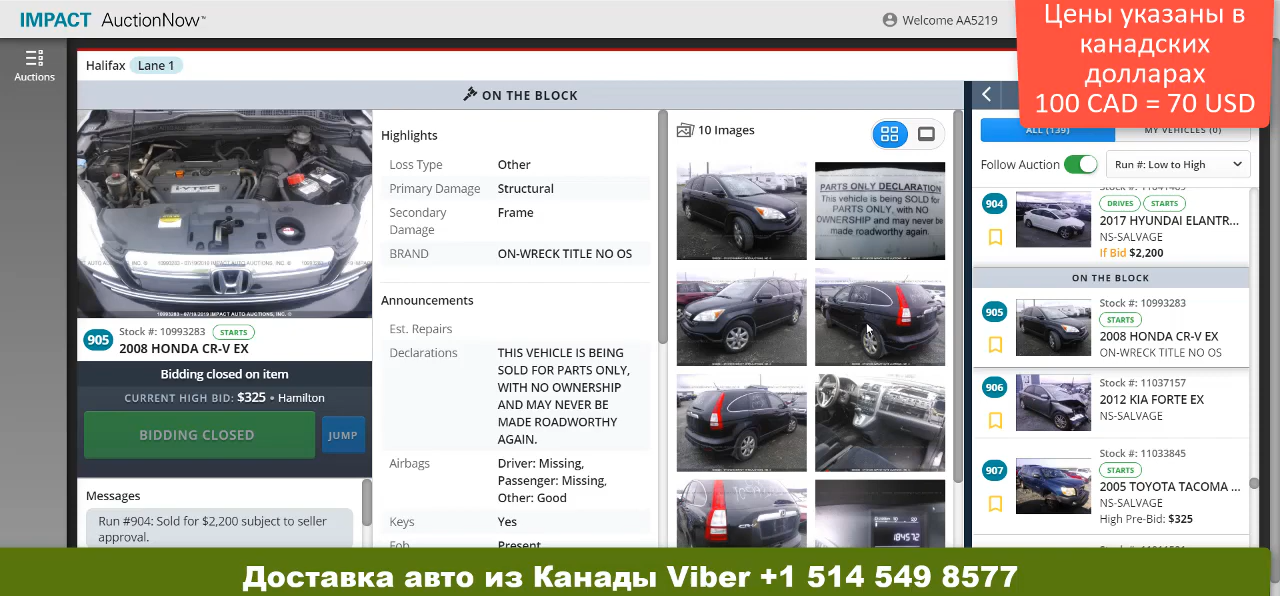 IMPACT AuctionNow™
Welcome AA5219
Цены указаны в
канадских
долларах
100 CAD = 70 USD
Auctions
Halifax Lane 1
ON THE BLOCK
Stock #: 10993283 STARTS
905
2008 HONDA CR-V EX
Bidding closed on item
CURRENT HIGH BID: $325 • Hamilton
BIDDING CLOSED
JUMP
Messages
Run #904: Sold for $2,200 subject to seller
approval.
Highlights
Loss Type Other
Primary Damage Structural
Secondary Damage Frame
BRAND ON-WRECK TITLE NO OS
Announcements
Est. Repairs
Declarations THIS VEHICLE IS BEING
SOLD FOR PARTS ONLY,
WITH NO OWNERSHIP
AND MAY NEVER BE
MADE ROADWORTHY
AGAIN.
Airbags Driver: Missing,
Passenger: Missing,
Other: Good
Keys Yes
Fob Present
10 Images
PARTS ONLY DECLARATION
This vehicle is being SOLD for
PARTS ONLY, with NO
OWNERSHIP and may never be
made roadworthy again.
184572
ALL (139)
MY VEHICLES (0)
Follow Auction
Run #: Low to High
904
DRIVES STARTS
2017 HYUNDAI ELANTR...
NS-SALVAGE
If Bid $2,200
ON THE BLOCK
905
Stock #: 10993283
STARTS
2008 HONDA CR-V EX
ON-WRECK TITLE NO OS
906
Stock #: 11037157
2012 KIA FORTE EX
NS-SALVAGE
907
Stock #: 11033845
STARTS
2005 TOYOTA TACOMA ...
NS-SALVAGE
High Pre-Bid: $325
Доставка авто из Канады Viber +1 514 549 8577